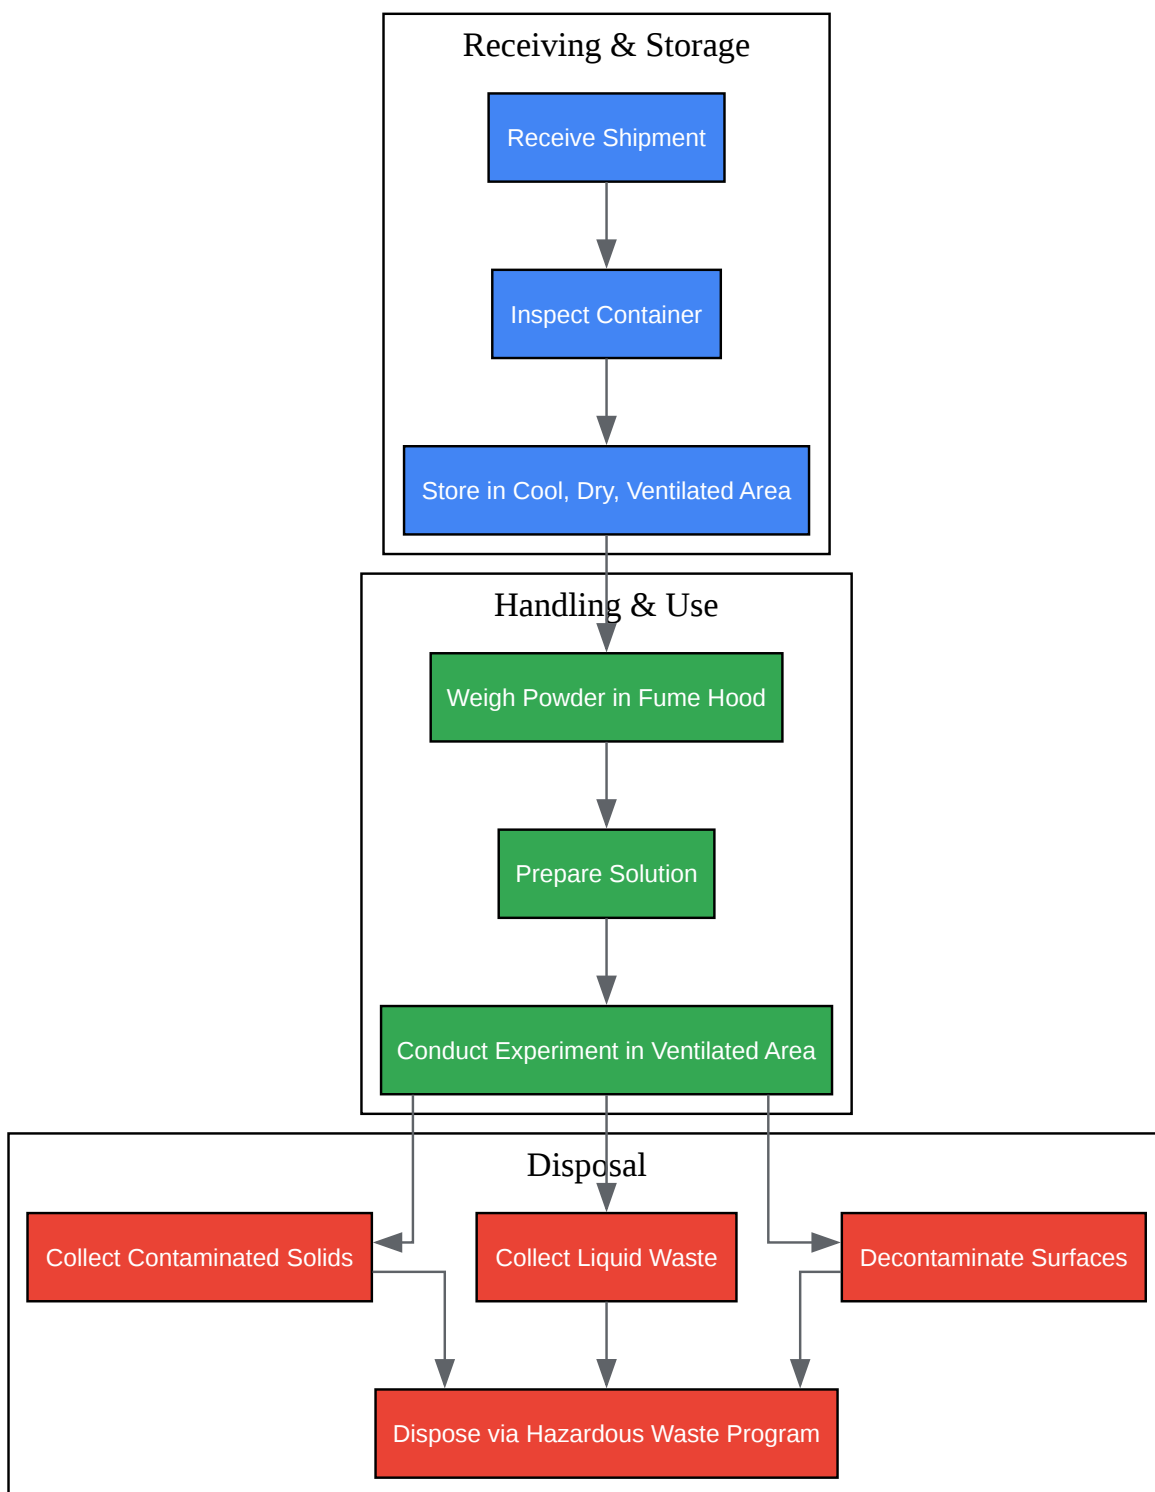 Receiving & Storage
Receive Shipment
Inspect Container
Store in Cool, Dry, Ventilated Area
Handling & Use
Weigh Powder in Fume Hood
Prepare Solution
Conduct Experiment in Ventilated Area
Disposal
Collect Contaminated Solids
Collect Liquid Waste
Decontaminate Surfaces
Dispose via Hazardous Waste Program